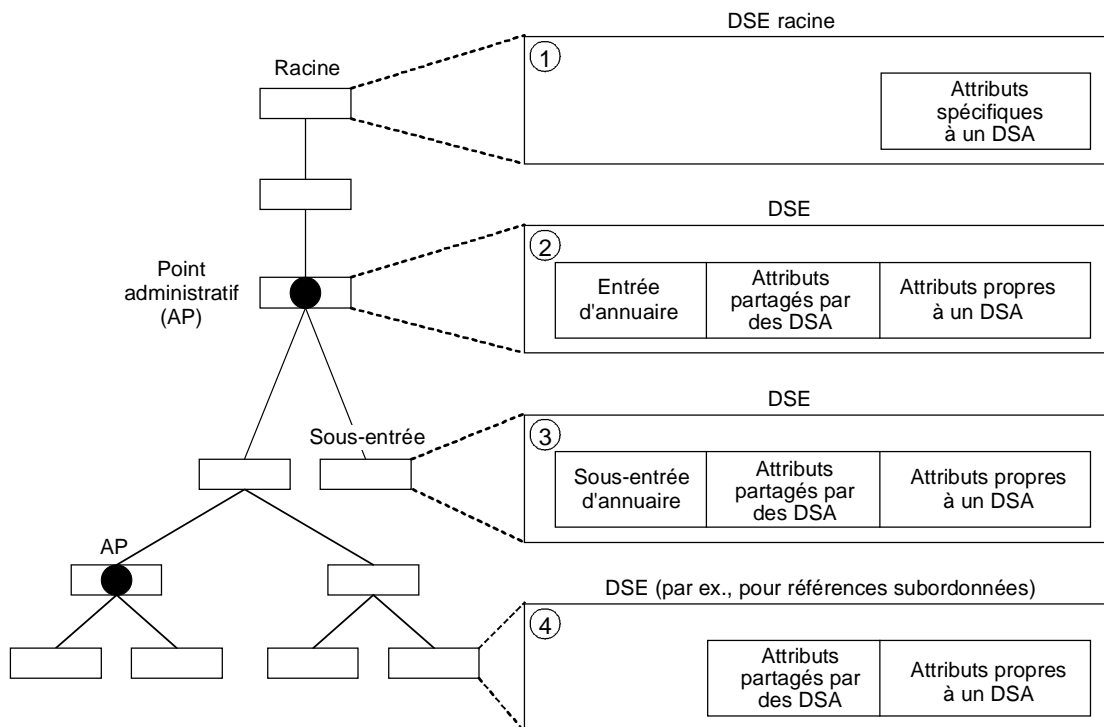 DSE racine
1
Racine
Attributs
spécifiques
à un DSA
DSE
2
Point
administratif
(AP)
Entrée
d'annuaire
Attributs
partagés par
des DSA
Attributs propres
à un DSA
DSE
Sous-entrée
3
Sous-entrée
d'annuaire
Attributs
partagés par
des DSA
Attributs propres
à un DSA
AP
DSE (par ex., pour références subordonnées)
4
Attributs
partagés par
des DSA
Attributs propres
à un DSA